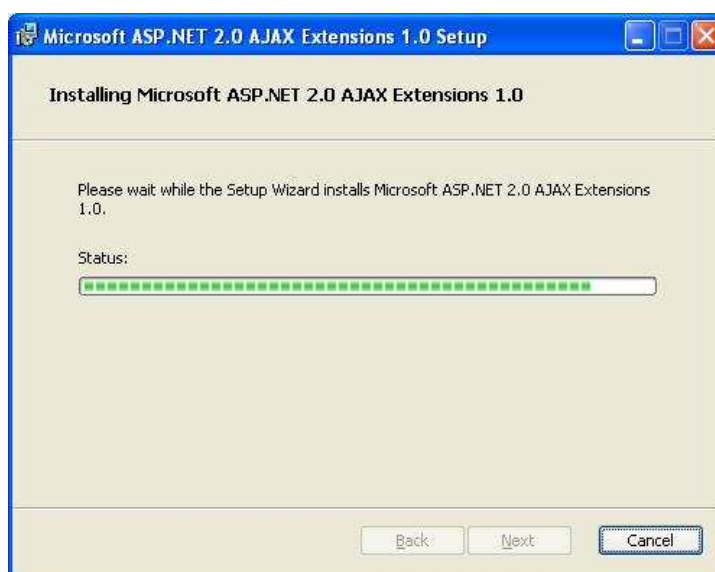 Microsoft ASP.NET 2.0 AJAX Extensions 1.0 Setup
Installing Microsoft ASP.NET 2.0 AJAX Extensions 1.0
Please wait while the Setup Wizard installs Microsoft ASP.NET 2.0 AJAX Extensions
1.0.
Status:
Back Next Cancel